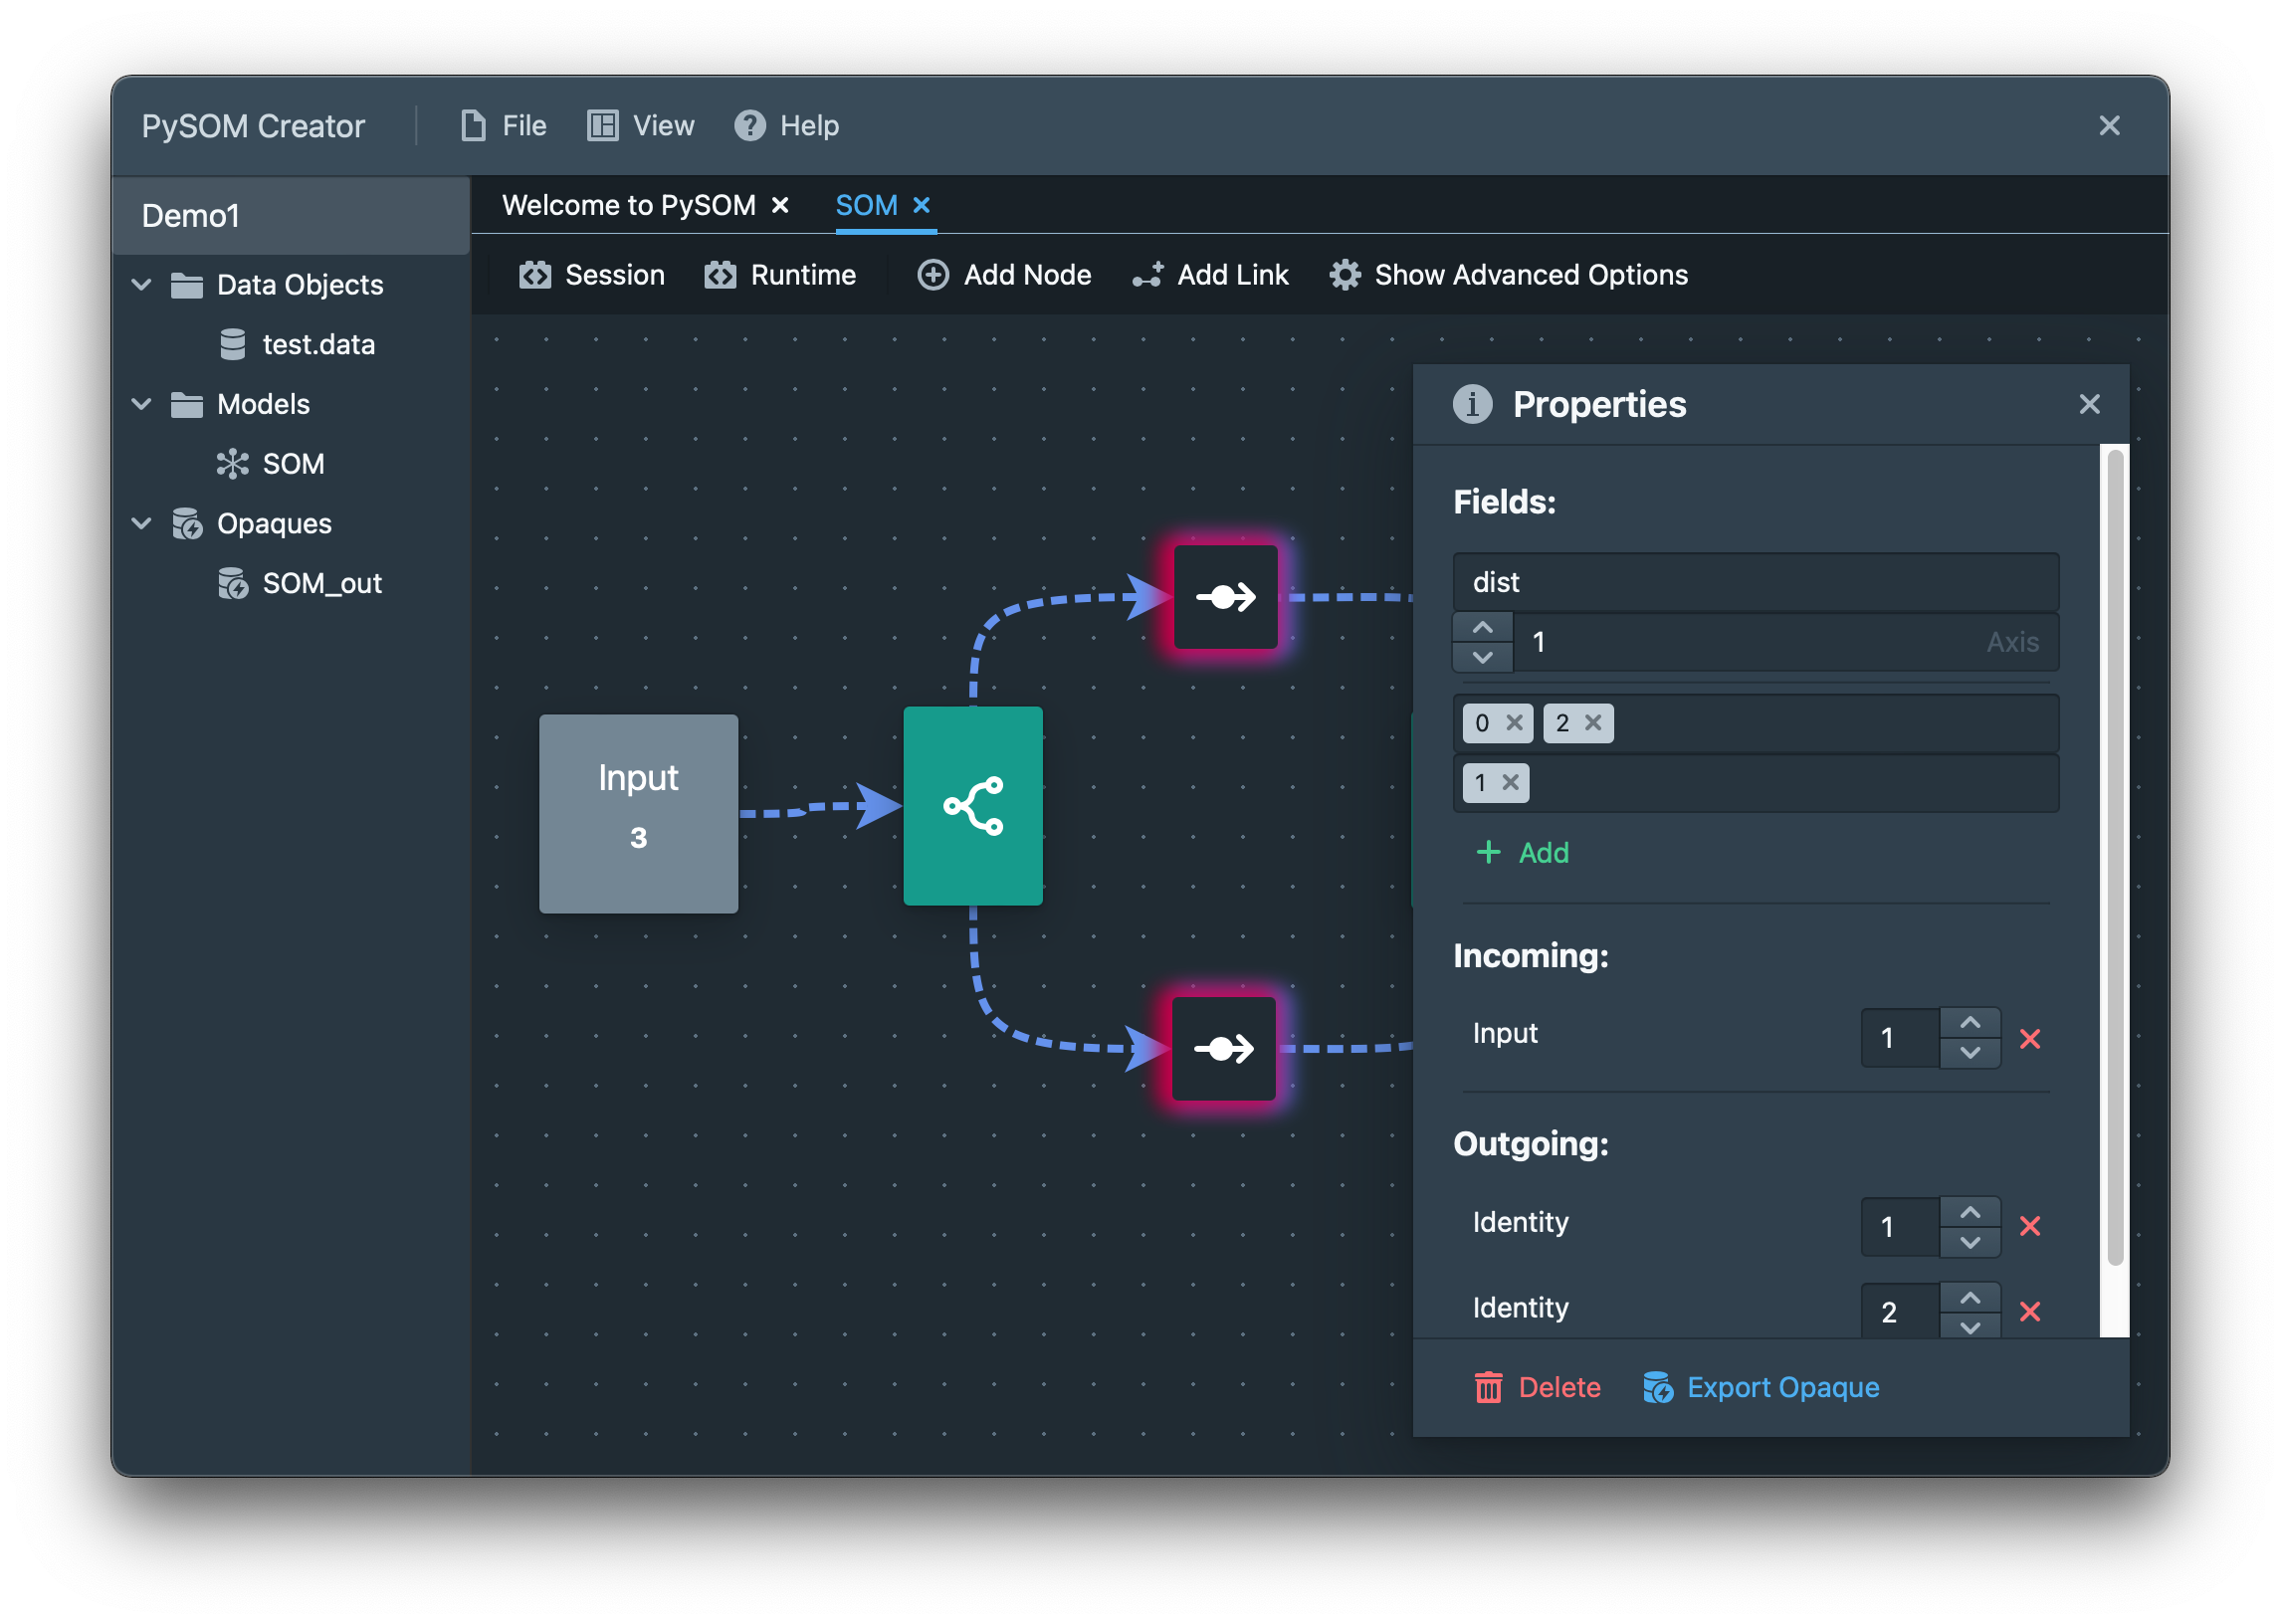 PySOM Creator File View Help
Demo1
Data Objects
test.data
Models
SOM
Opaques
SOM_out
Welcome to PySOM SOM
Session Runtime Add Node Add Link Show Advanced Options
Input
3
Properties
Fields:
dist
1 Axis
0 2
1
Add
Incoming:
Input 1
Outgoing:
Identity 1
Identity 2
Delete Export Opaque